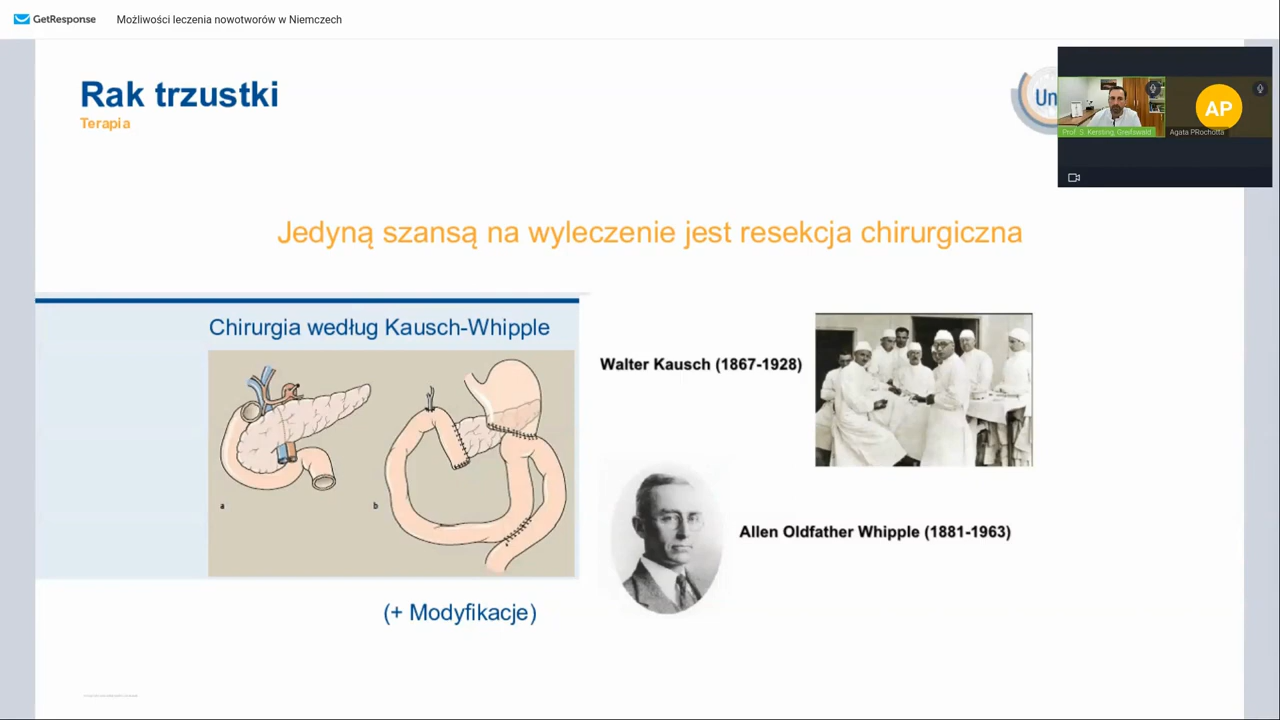 GetResponse Możliwości leczenia nowotworów w Niemczech
Rak trzustki
Terapia
Un
AP
Prof. S. Kersting, Greifswald
Agata PRochotta
Jedyną szansą na wyleczenie jest resekcja chirurgiczna
Chirurgia według Kausch-Whipple
a
b
(+ Modyfikacje)
Walter Kausch (1867-1928)
Allen Oldfather Whipple (1881-1963)